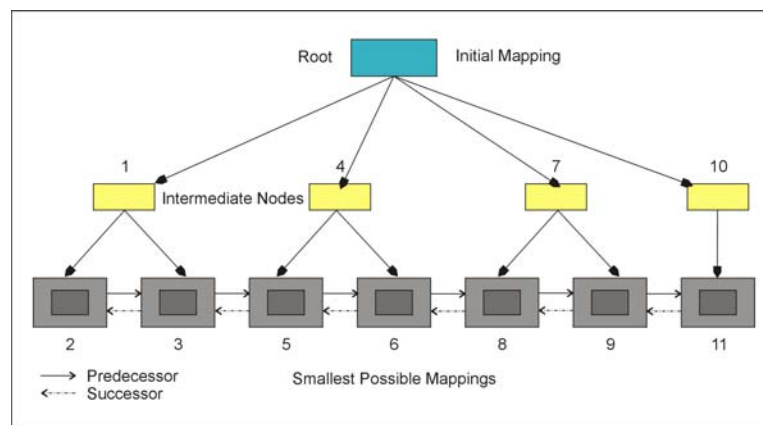 Root Initial Mapping
1 4 7 10
Intermediate Nodes
2 3 5 6 8 9 11
Predecessor
Successor
Smallest Possible Mappings